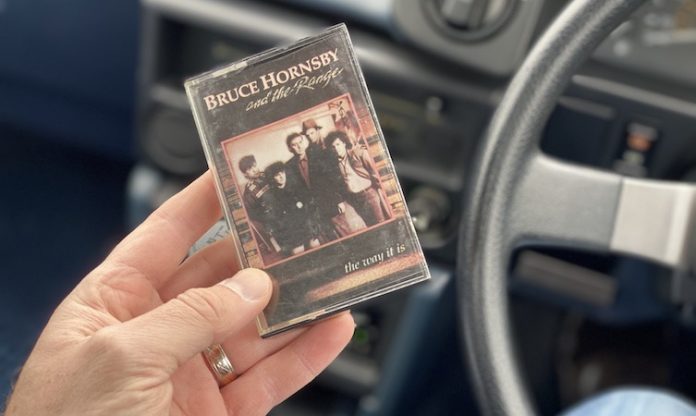 BRUCE HORNSBY
and the Range
the way it is